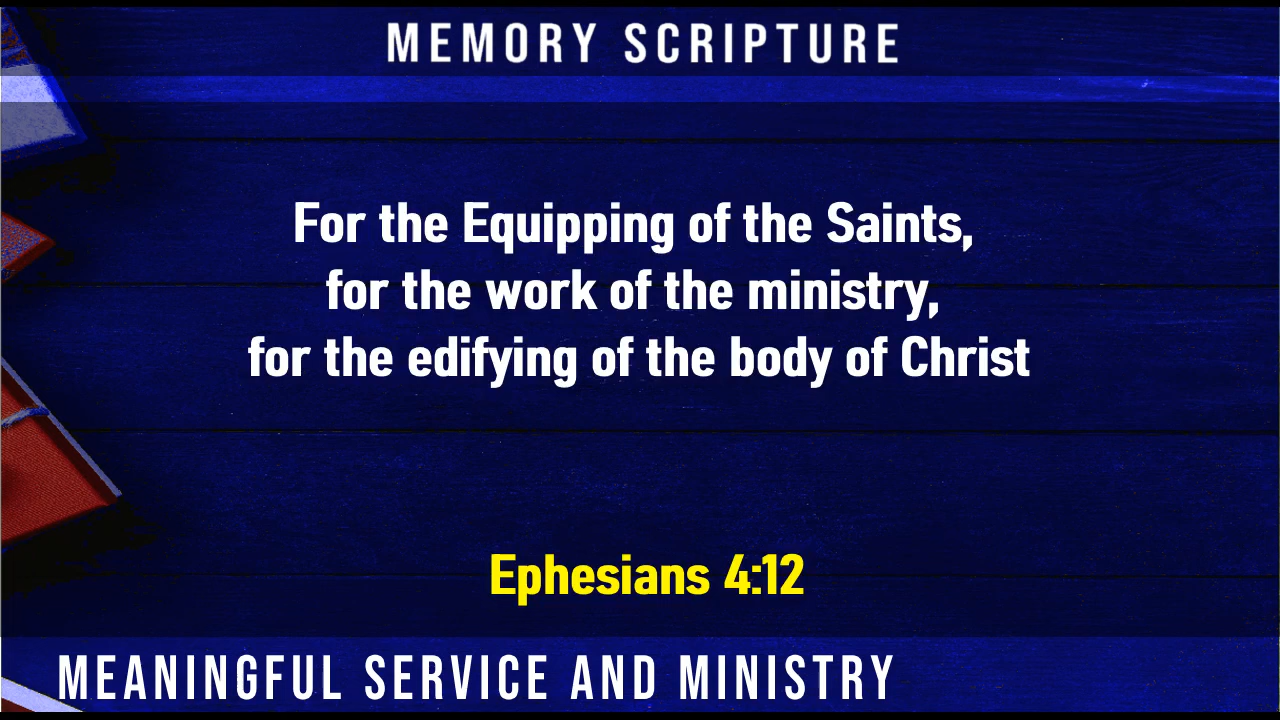 MEMORY SCRIPTURE
For the Equipping of the Saints,
for the work of the ministry,
for the edifying of the body of Christ
Ephesians 4:12
MEANINGFUL SERVICE AND MINISTRY